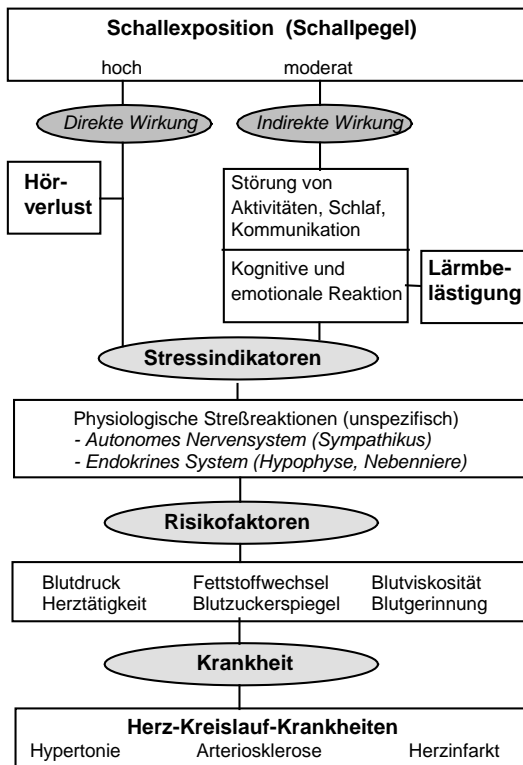 Schallexposition (Schallpegel)
hoch
moderat
Direkte Wirkung
Indirekte Wirkung
Hör-
verlust
Störung von
Aktivitäten, Schlaf,
Kommunikation
Kognitive und
emotionale Reaktion
Lärmbe-
lästigung
Stressindikatoren
Physiologische Streßreaktionen (unspezifisch)
- Autonomes Nervensystem (Sympathikus)
- Endokrines System (Hypophyse, Nebenniere)
Risikofaktoren
Blutdruck Fettstoffwechsel Blutviskosität
Herztätigkeit Blutzuckerspiegel Blutgerinnung
Krankheit
Herz-Kreislauf-Krankheiten
Hypertonie Arteriosklerose Herzinfarkt